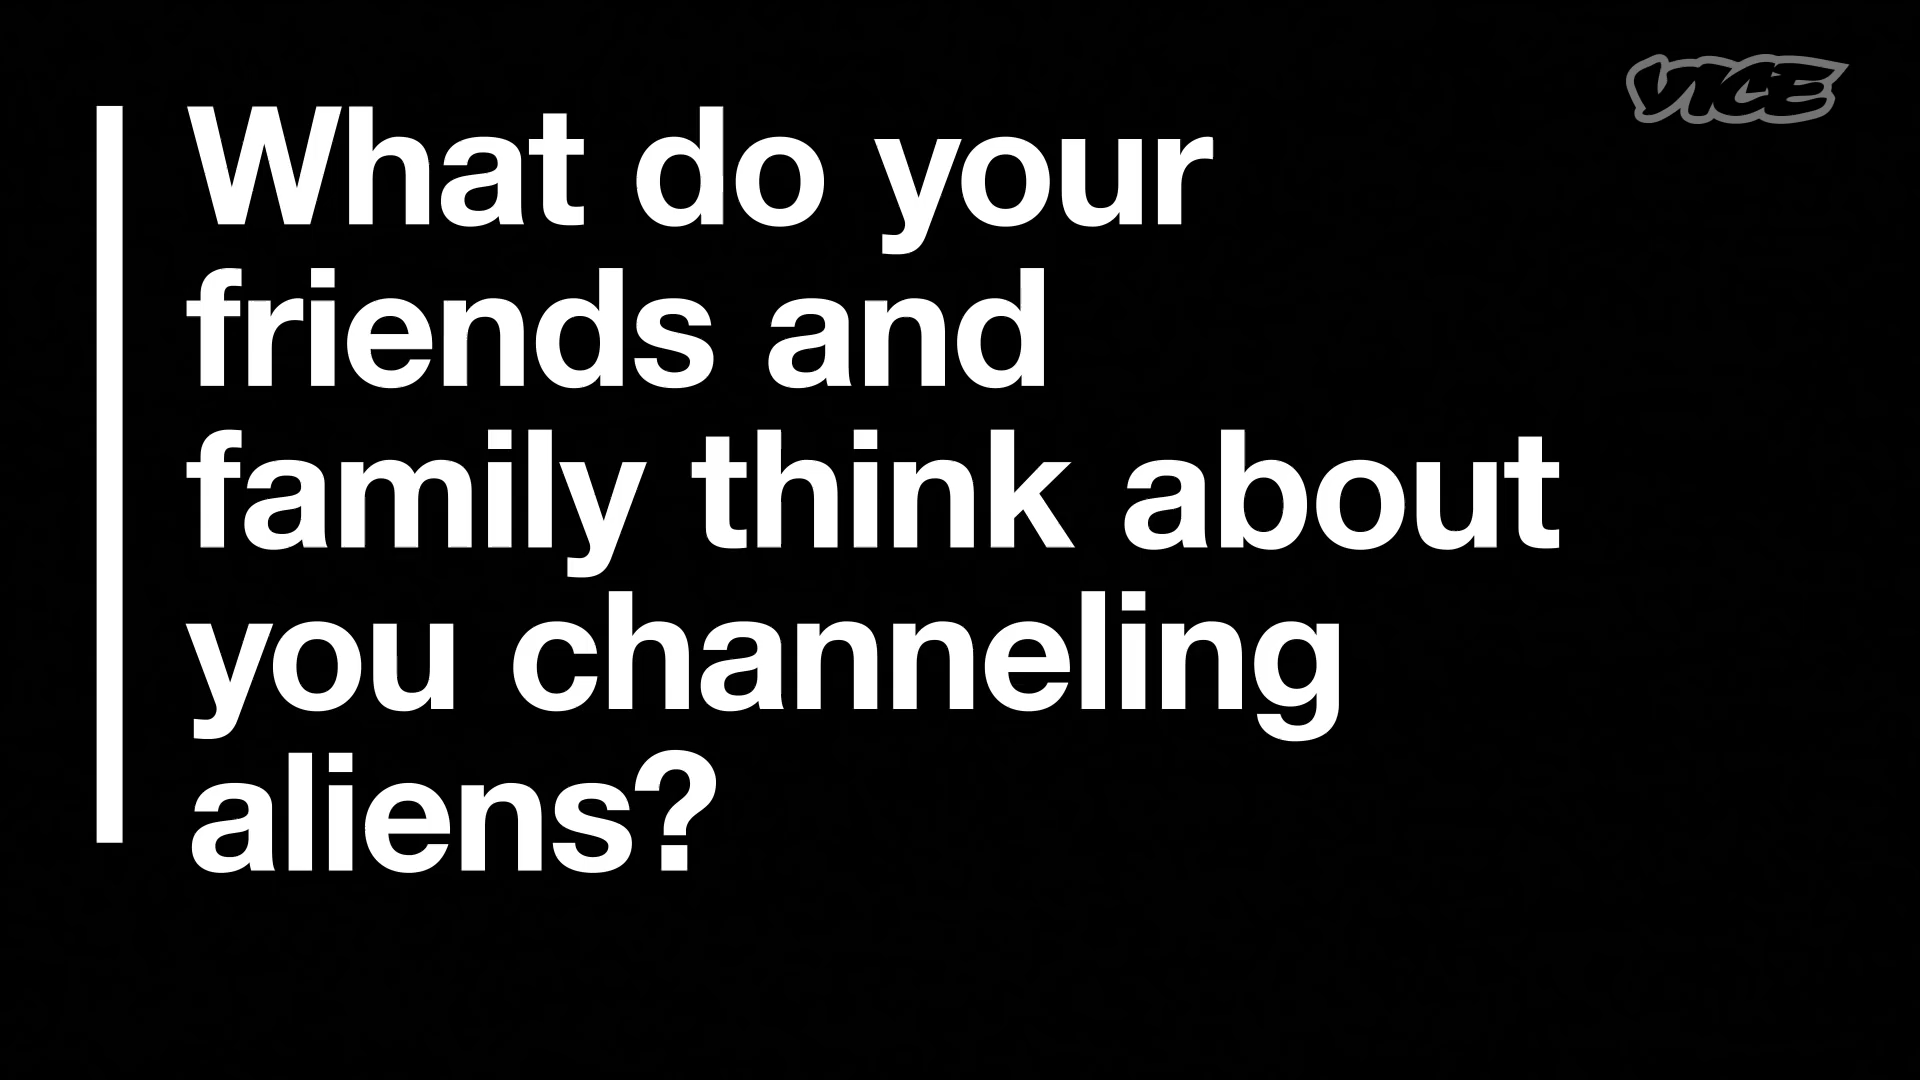 VICE
What do your
friends and
family think about
you channeling
aliens?